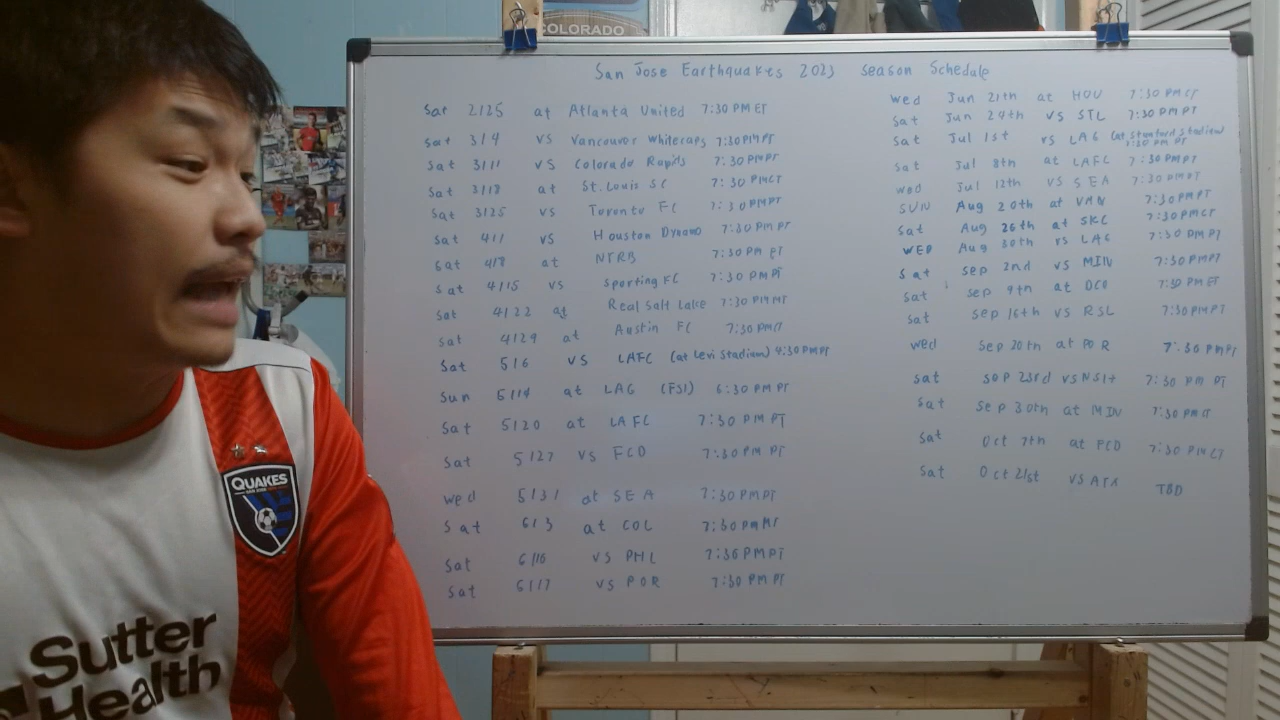 COLORADO
San Jose Earthquakes 2023 season Schedule
Sat 2/25 at Atlanta United 7:30 PM ET
Sat 3/4 VS Vancouver Whitecaps 7:30 PM PT
Sat 3/11 VS Colorado Rapids 7:30 PM PT
Sat 3/18 at St. Louis SC 7:30 PM CT
Sat 3/25 VS Toronto FC 7:30 PM PT
Sat 4/1 VS Houston Dynamo 7:30 PM PT
Sat 4/8 at NYRB 7:30 PM ET
Sat 4/15 VS Sporting FC 7:30 PM PT
Sat 4/22 at Real Salt Lake 7:30 PM MT
Sat 4/29 at Austin FC 7:30 PM CT
Sat 5/6 VS LAFC (at Levi Stadium) 4:30 PM PT
Sun 5/14 at LAG (FS1) 6:30 PM PT
Sat 5/20 at LAFC 7:30 PM PT
Sat 5/27 VS FCD 7:30 PM PT
Wed 5/31 at SEA 7:30 PM PT
Sat 6/3 at COL 7:30 PM MT
Sat 6/10 VS PHL 7:30 PM PT
Sat 6/17 VS POR 7:30 PM PT
Wed Jun 21th at HOU 7:30 PM CT
Sat Jun 24th VS STL 7:30 PM PT
Sat Jul 1st vs LAG (at Stanford Stadium) 7:30 PM PT
Sat Jul 8th at LAFC 7:30 PM PT
Wed Jul 12th VS SEA 7:30 PM PT
SUN Aug 20th at VAN 7:30 PM PT
Sat Aug 26th at SKC 7:30 PM CT
WED Aug 30th vs LAG 7:30 PM PT
Sat Sep 2nd vs MIN 7:30 PM PT
Sat Sep 9th at DCU 7:30 PM ET
Sat Sep 16th VS RSL 7:30 PM PT
Wed Sep 20th at POR 7:30 PM PT
Sat Sep 23rd VS NSH 7:30 PM PT
Sat Sep 30th at MIN 7:30 PM CT
Sat Oct 7th at FCD 7:30 PM CT
Sat Oct 21st VS ATX TBD
QUAKES
Sutter
Health